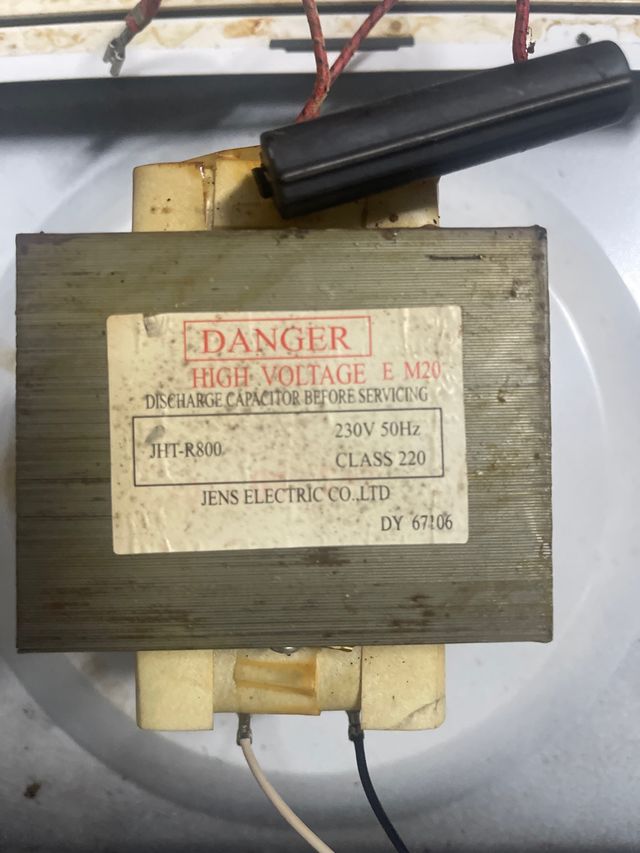 DANGER
HIGH VOLTAGE E M20
DISCHARGE CAPACITOR BEFORE SERVICING
JHT-R800
230V 50Hz
CLASS 220
JENS ELECTRIC CO.,LTD
DY 67106